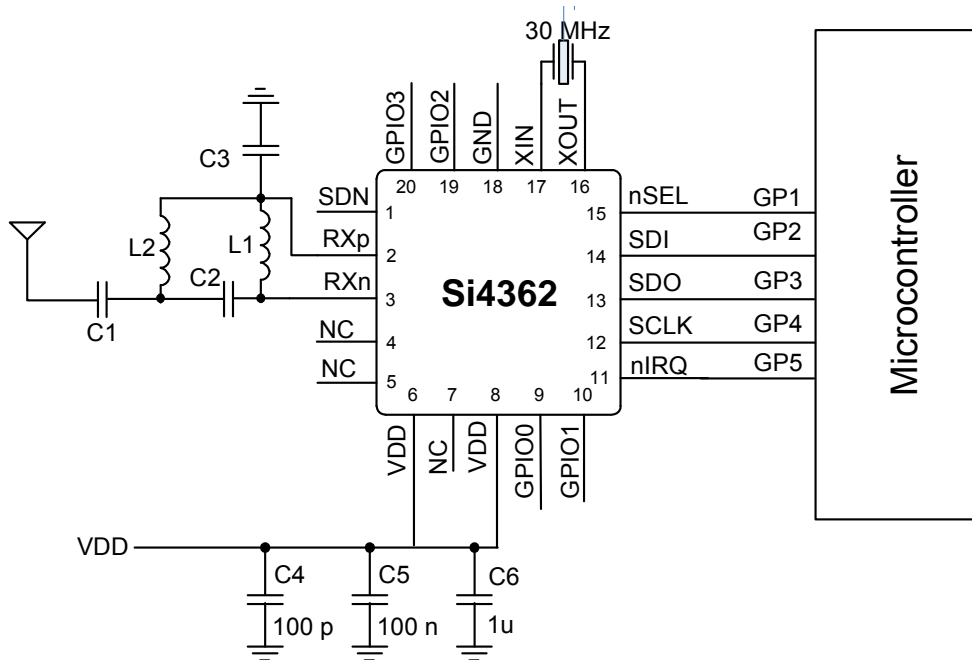 30 MHz
GPIO3
GPIO2
GND
XIN
XOUT
C3
20
19
18
17
16
SDN
1
15
nSEL
GP1
L2
L1
RXp
2
14
SDI
GP2
C2
RXn
3
Si4362
13
SDO
GP3
C1
NC
4
12
SCLK
GP4
NC
5
11
nIRQ
GP5
6
7
8
9
10
VDD
NC
VDD
GPIO0
GPIO1
Microcontroller
VDD
C4
C5
C6
100 p
100 n
1u